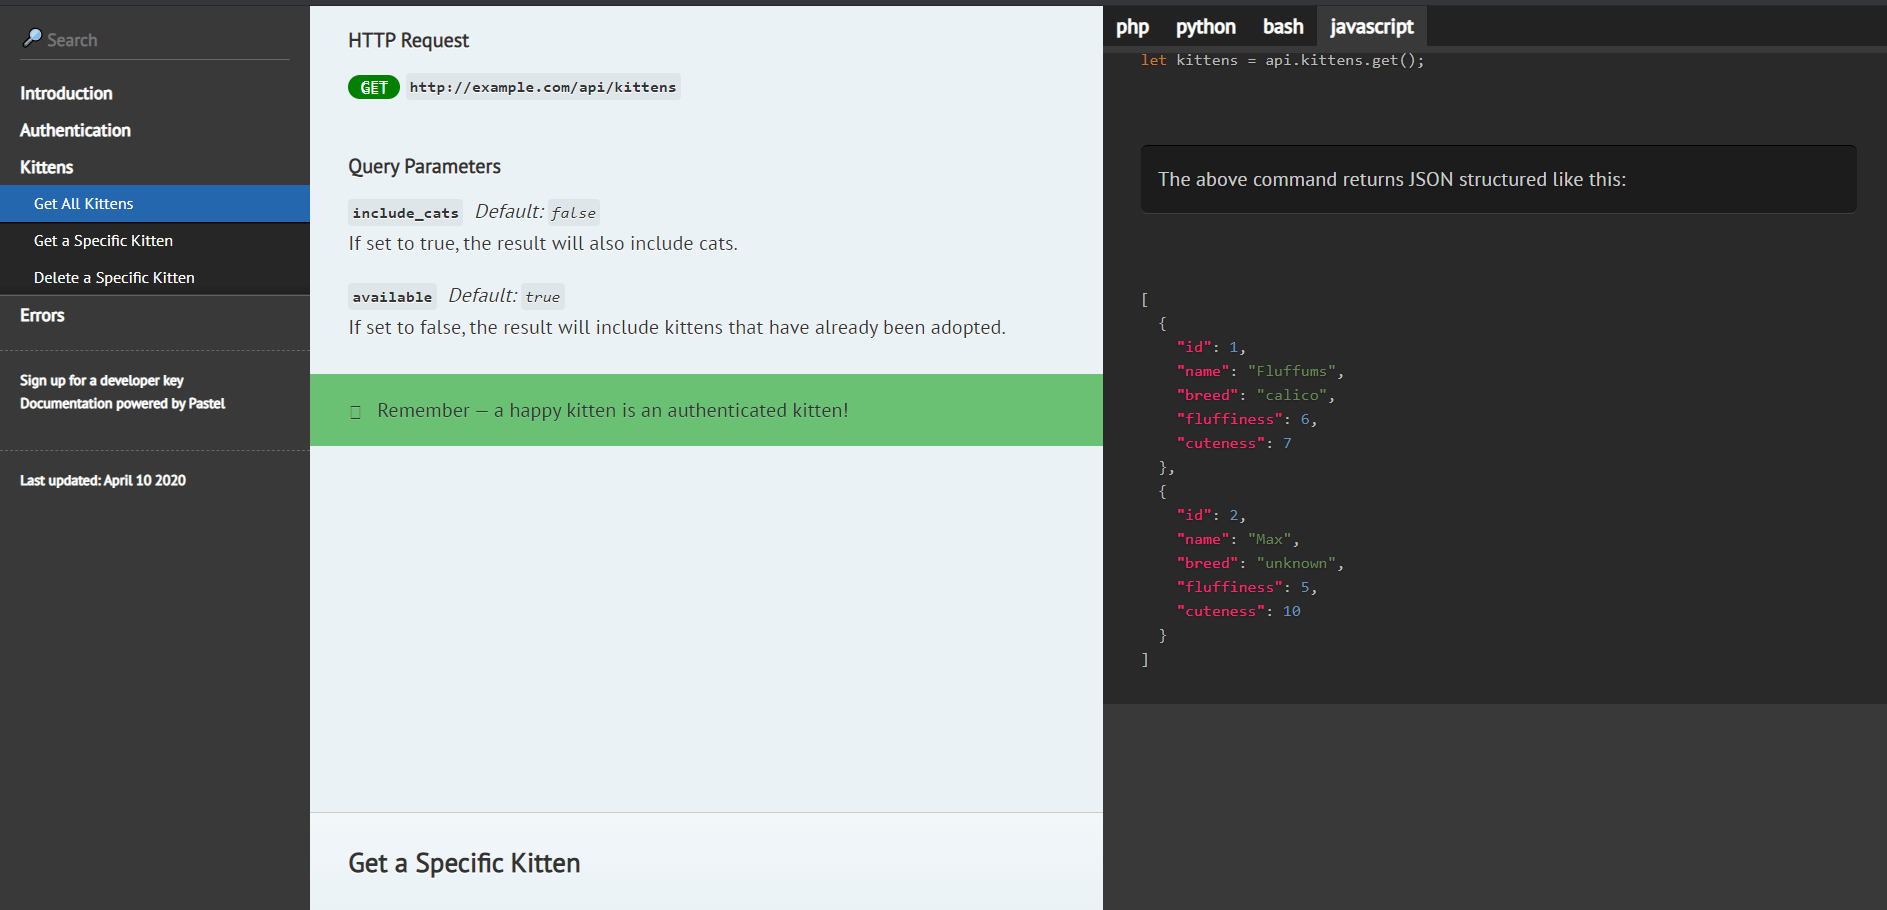 Search
Introduction
Authentication
Kittens
Get All Kittens
Get a Specific Kitten
Delete a Specific Kitten
Errors
Sign up for a developer key
Documentation powered by Pastel
Last updated: April 10 2020
HTTP Request
GET http://example.com/api/kittens
Query Parameters
include_cats Default: false
If set to true, the result will also include cats.
available Default: true
If set to false, the result will include kittens that have already been adopted.
Remember — a happy kitten is an authenticated kitten!
Get a Specific Kitten
php python bash javascript
let kittens = api.kittens.get();
The above command returns JSON structured like this:
[
  {
    "id": 1,
    "name": "Fluffums",
    "breed": "calico",
    "fluffiness": 6,
    "cuteness": 7
  },
  {
    "id": 2,
    "name": "Max",
    "breed": "unknown",
    "fluffiness": 5,
    "cuteness": 10
  }
]